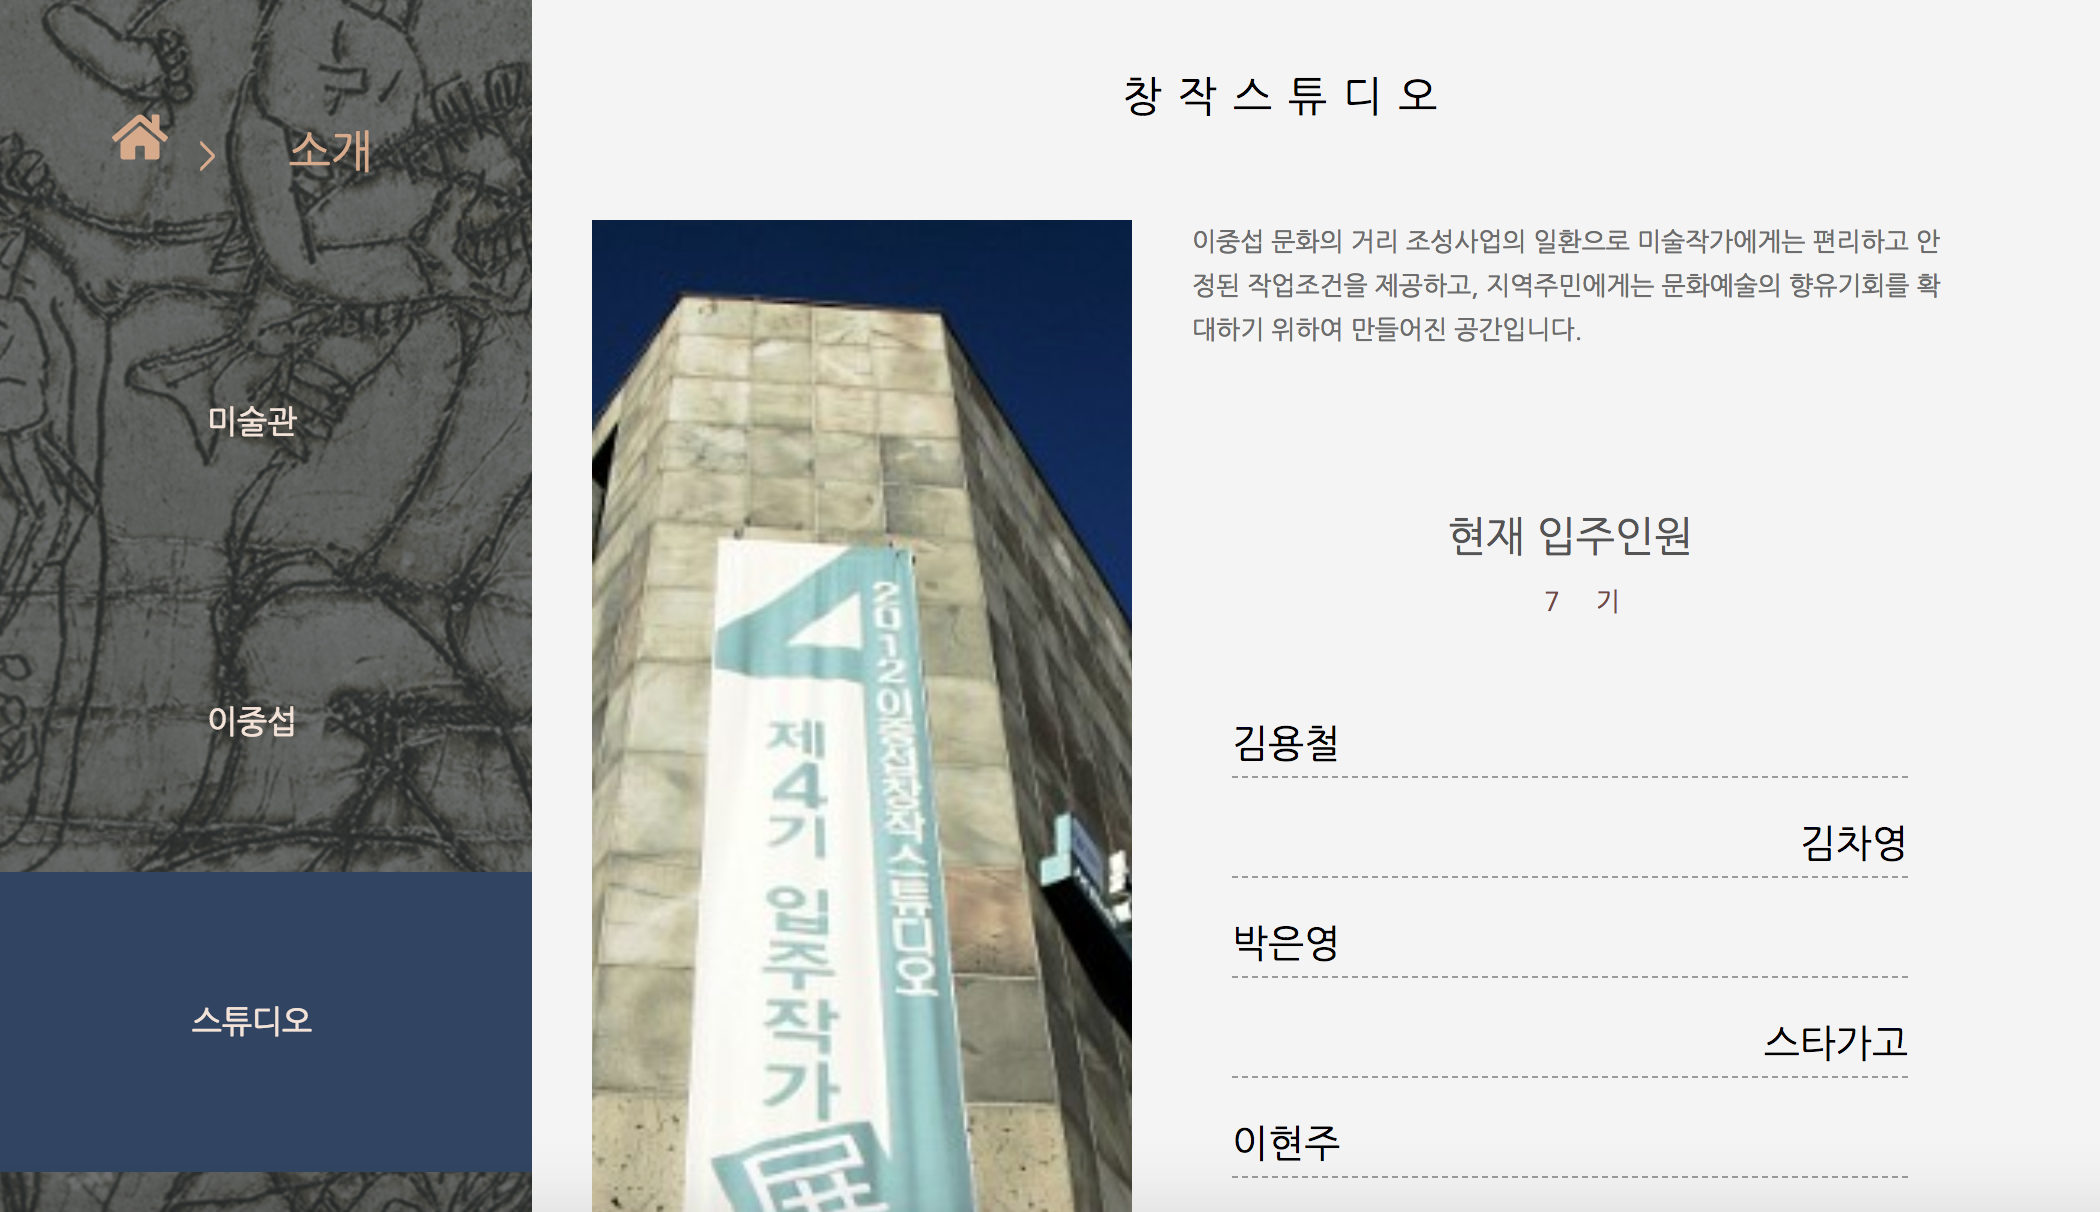 소개
미술관
이중섭
스튜디오
창작스튜디오
이중섭 문화의 거리 조성사업의 일환으로 미술작가에게는 편리하고 안
정된 작업조건을 제공하고, 지역주민에게는 문화예술의 향유기회를 확
대하기 위하여 만들어진 공간입니다.
2012이중섭창작스튜디오
제4기 입주작가
展
현재 입주인원
7 기
김용철
김차영
박은영
스타가고
이현주